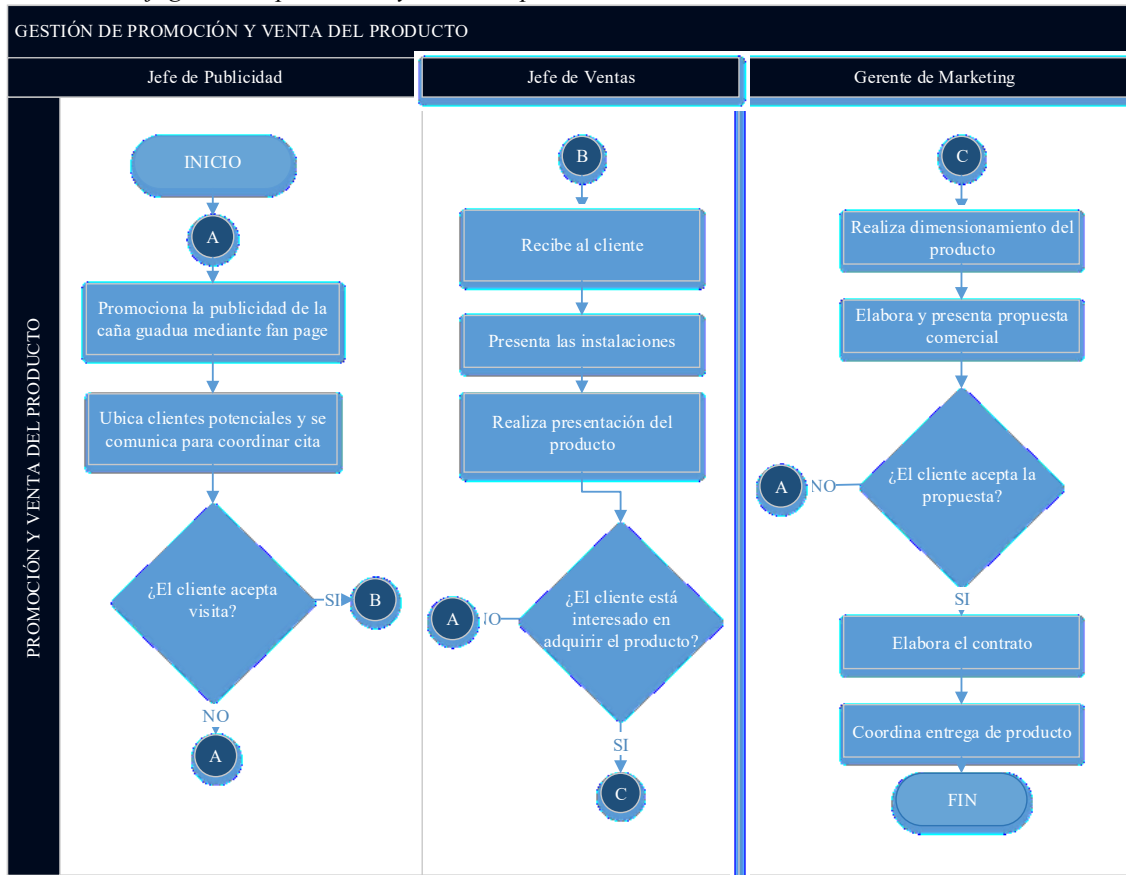 GESTIÓN DE PROMOCIÓN Y VENTA DEL PRODUCTO
Jefe de Publicidad
Jefe de Ventas
Gerente de Marketing
PROMOCIÓN Y VENTA DEL PRODUCTO
INICIO
A
Promociona la publicidad de la
caña guadua mediante fan page
Ubica clientes potenciales y se
comunica para coordinar cita
¿El cliente acepta
visita?
SI
B
NO
A
B
Recibe al cliente
Presenta las instalaciones
Realiza presentación del
producto
¿El cliente está
interesado en
adquirir el producto?
NO
A
SI
C
C
Realiza dimensionamiento del
producto
Elabora y presenta propuesta
comercial
¿El cliente acepta la
propuesta?
NO
A
SI
Elabora el contrato
Coordina entrega de producto
FIN